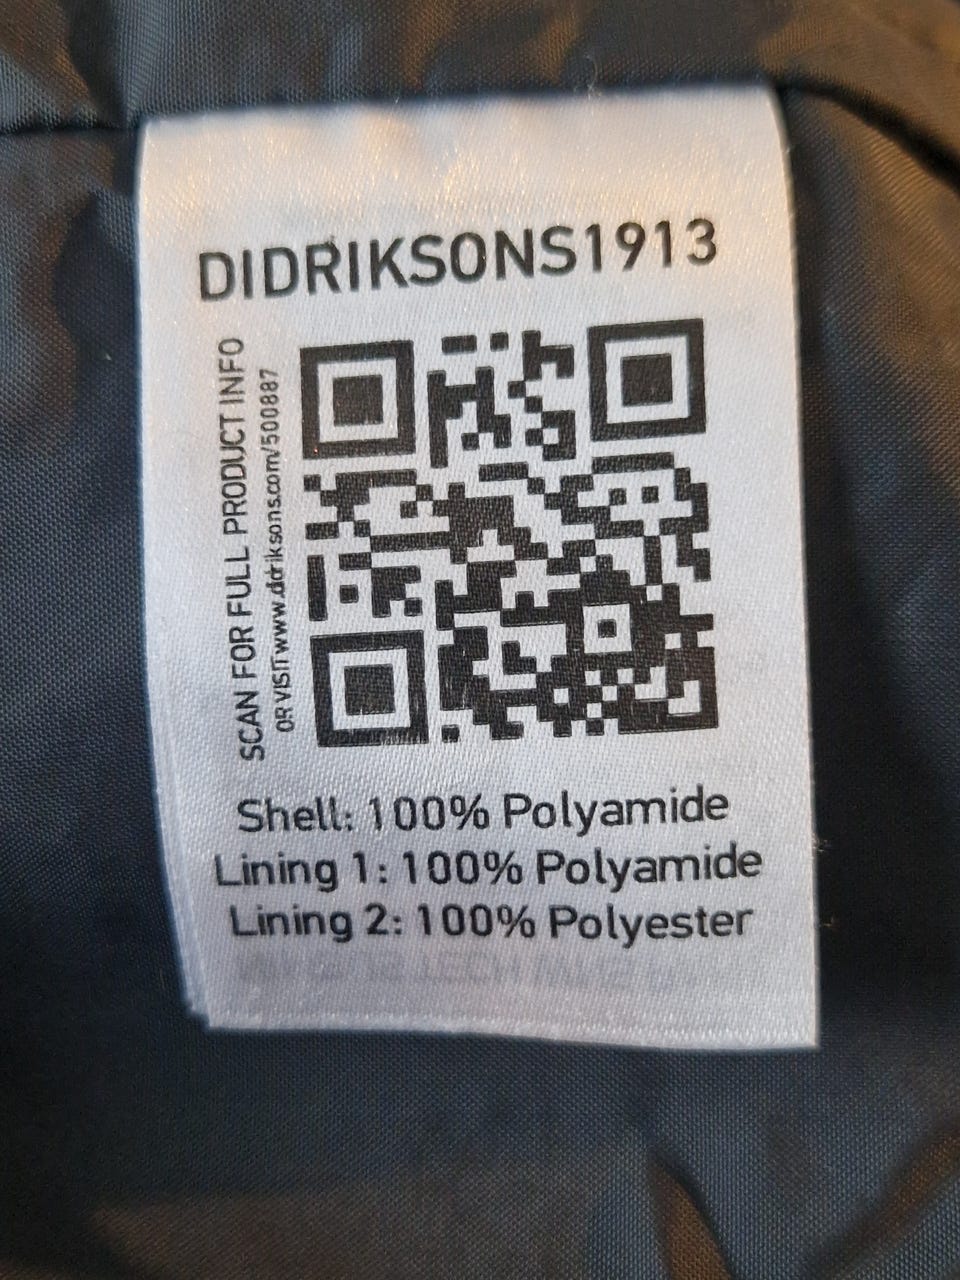 DIDRIKSONS1913
SCAN FOR FULL PRODUCT INFO
OR VISIT www.didriksons.com/500887
Shell: 100% Polyamide
Lining 1: 100% Polyamide
Lining 2: 100% Polyester